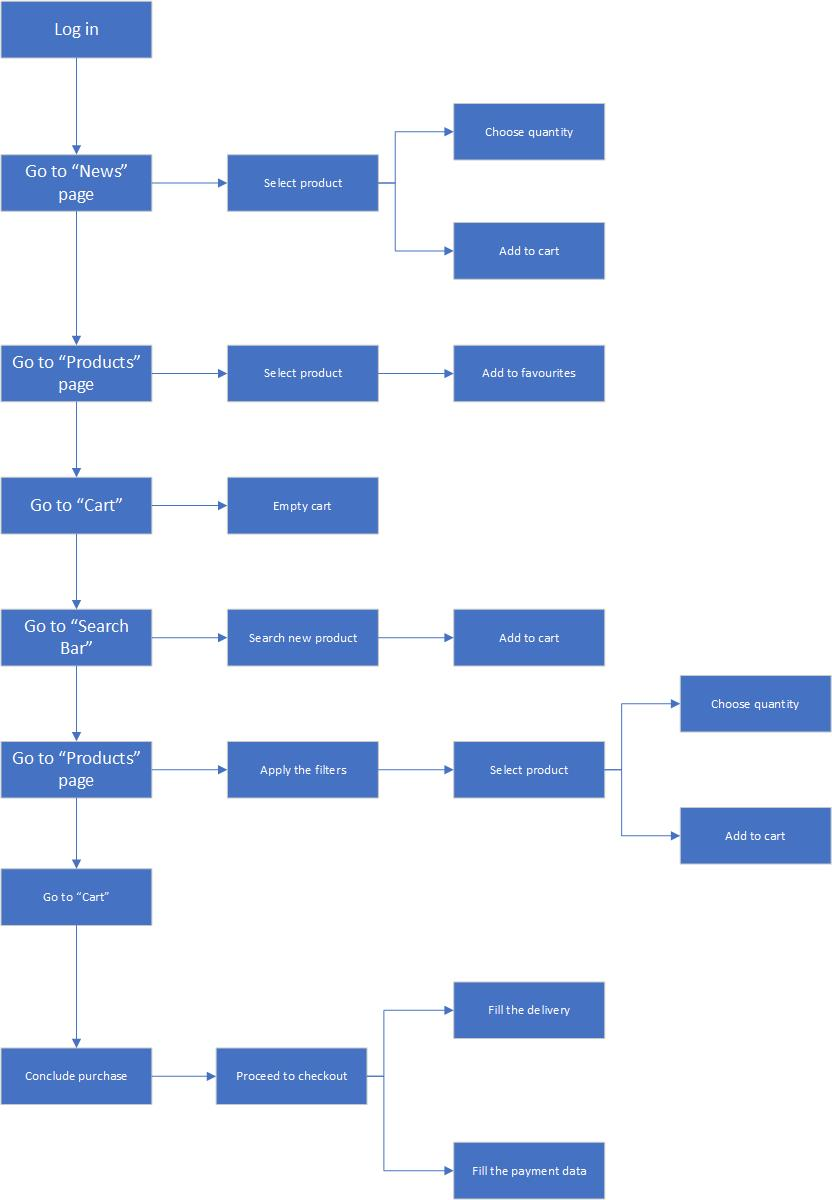 Log in
Choose quantity
Go to “News”
page
Select product
Add to cart
Go to “Products”
page
Select product
Add to favourites
Go to “Cart”
Empty cart
Go to “Search
Bar”
Search new product
Add to cart
Choose quantity
Go to “Products”
page
Apply the filters
Select product
Add to cart
Go to “Cart”
Fill the delivery
Conclude purchase
Proceed to checkout
Fill the payment data